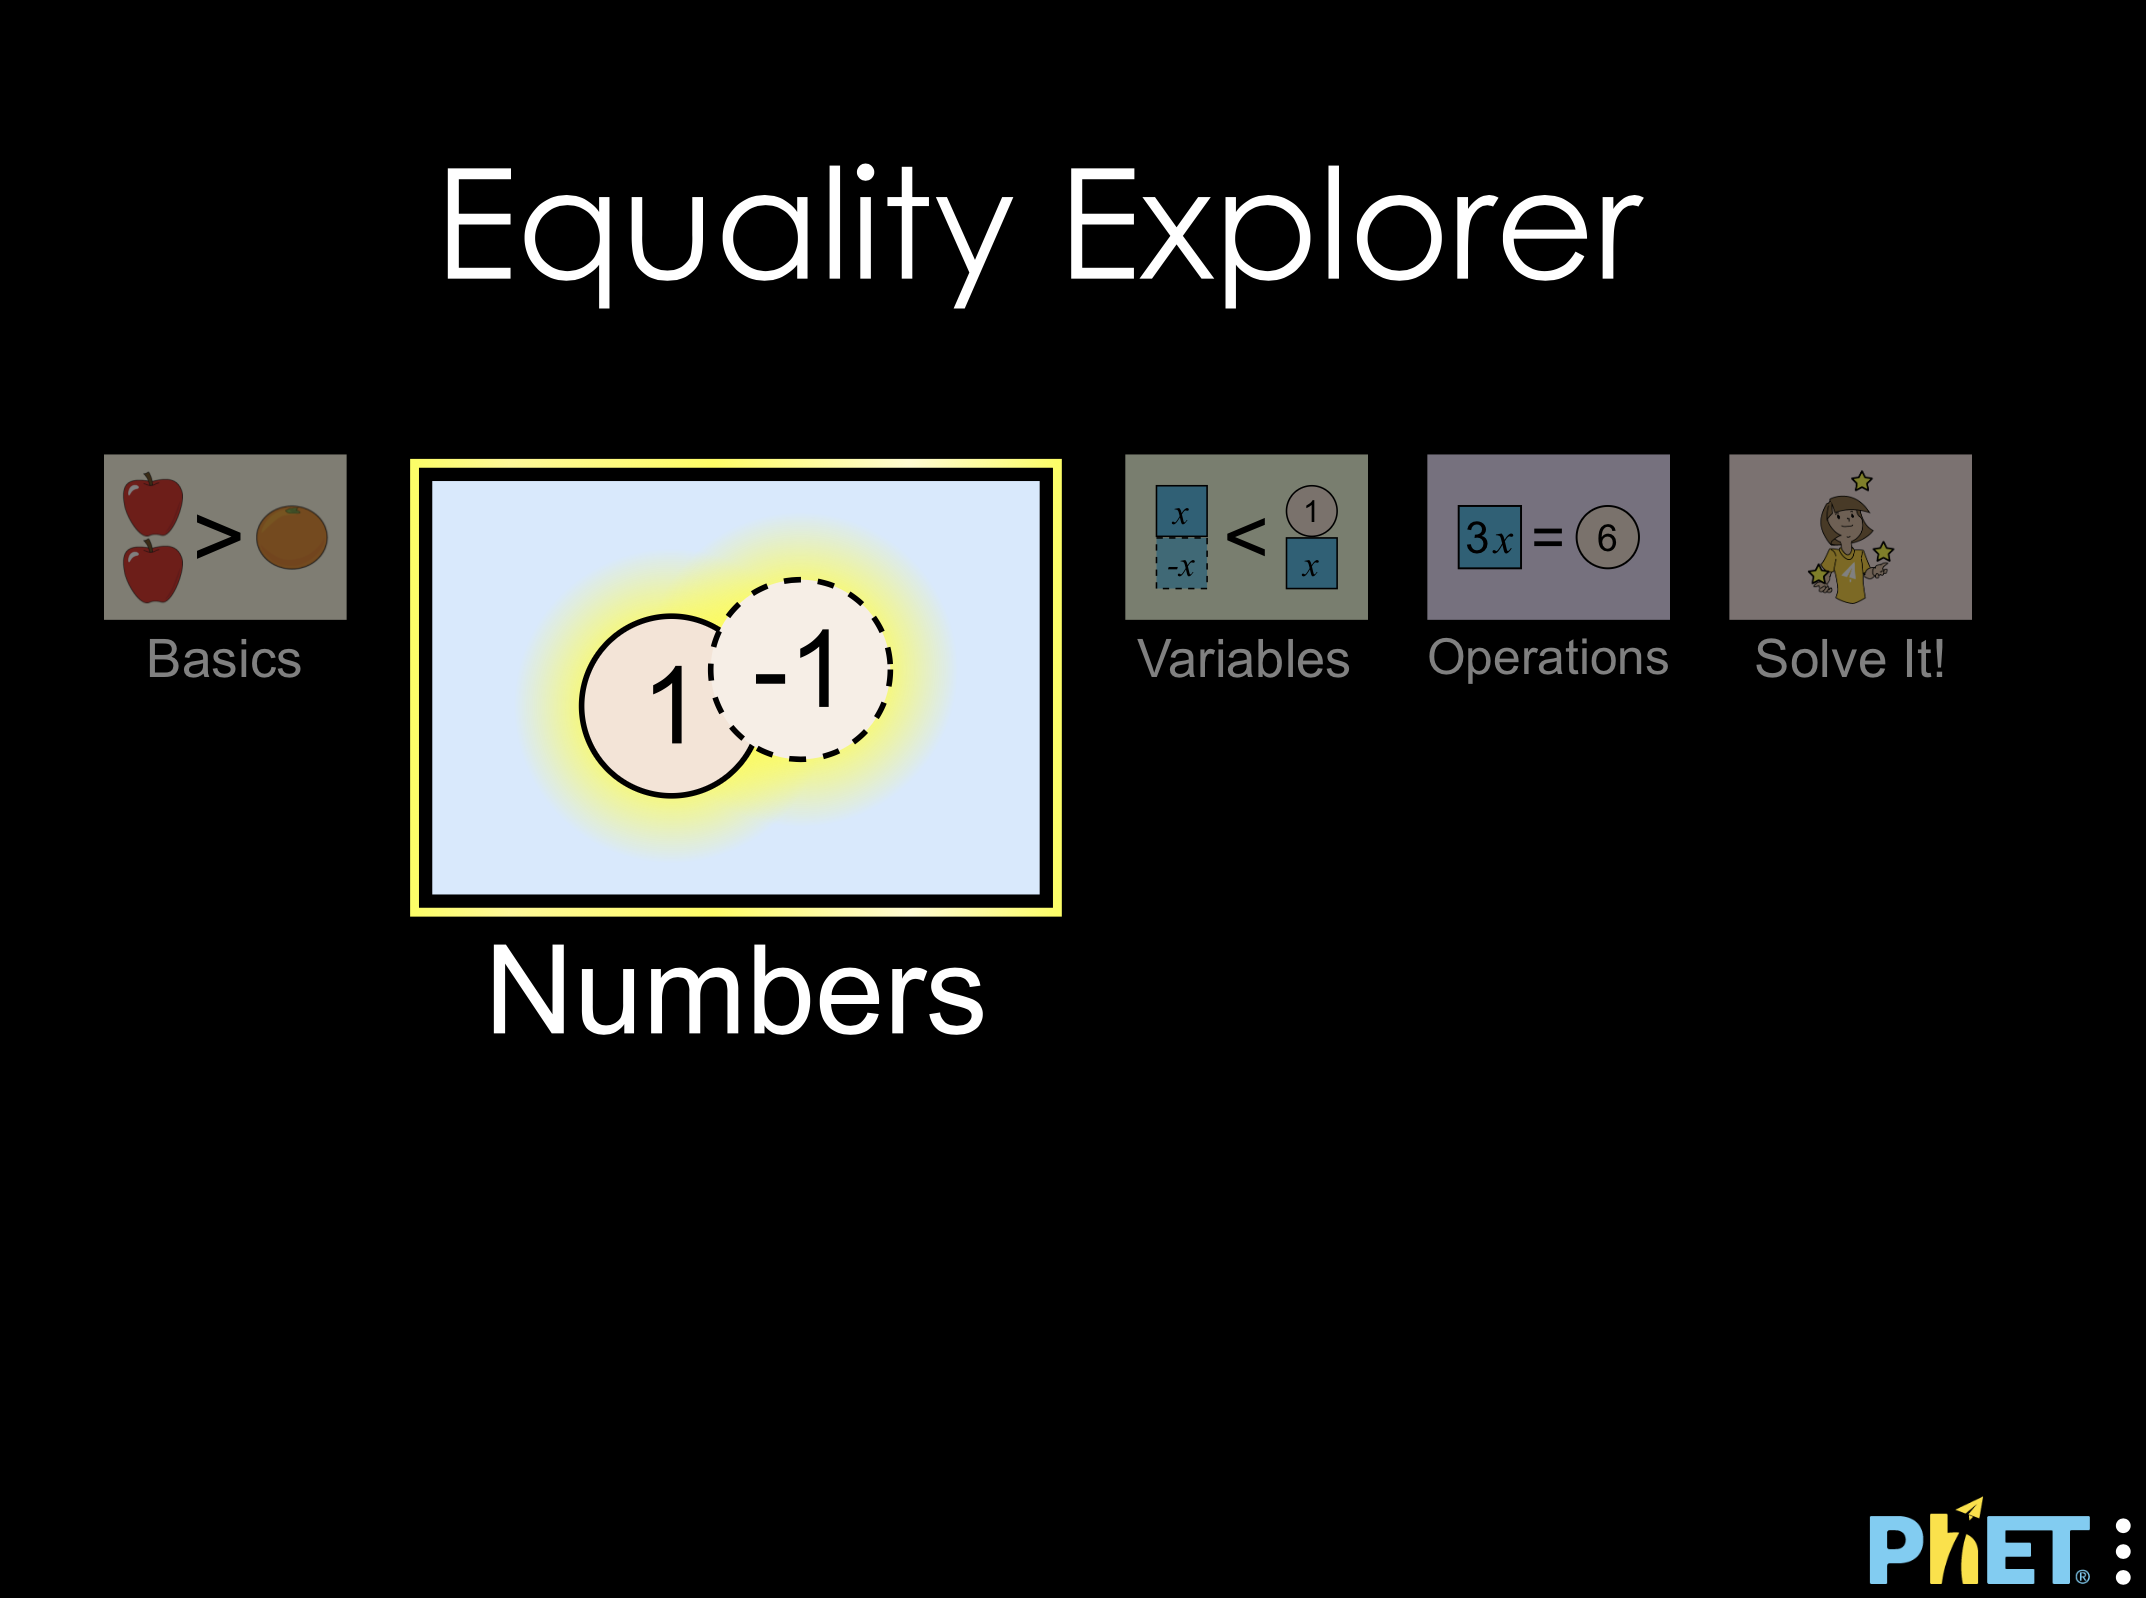 Equality Explorer
> 
Basics
1 -1
Numbers
x -x < 1 x
Variables
3x = 6
Operations
Solve It!
PhET®